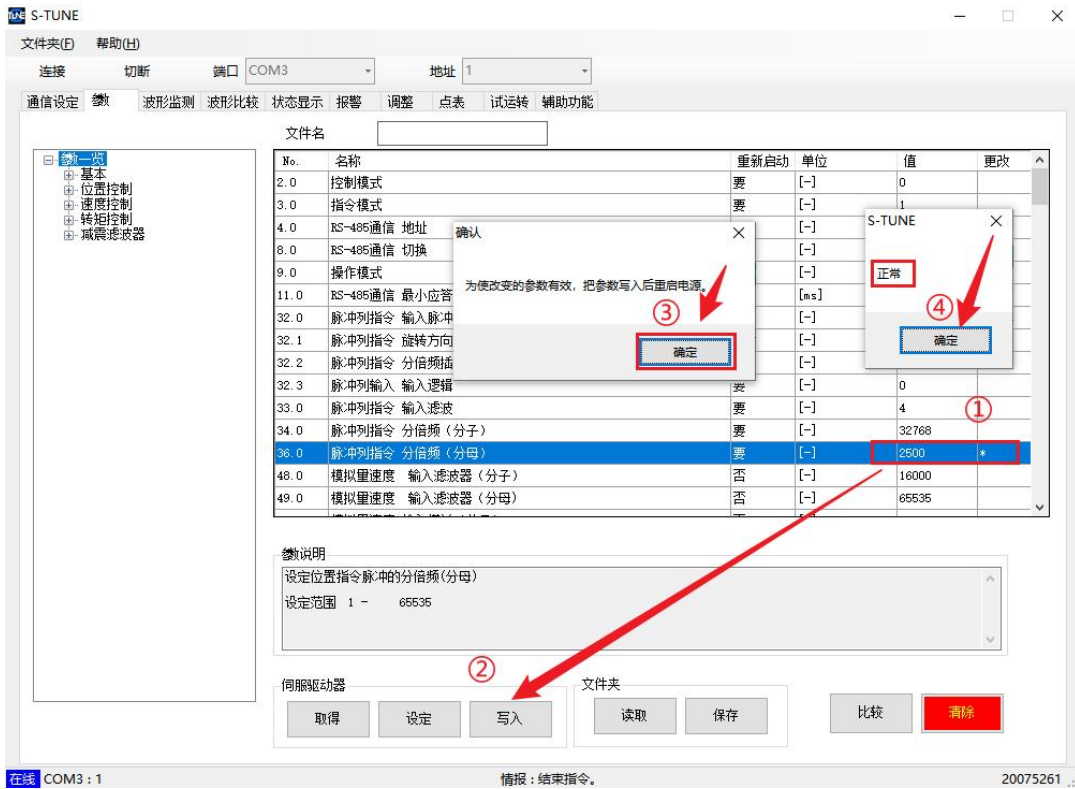 S-TUNE
文件夹(F) 帮助(H)
连接 切断 端口 COM3 地址 1
通信设定 参数 波形监测 波形比较 状态显示 报警 调整 点表 试运转 辅助功能
文件名
参数一览
基本
位置控制
速度控制
转矩控制
减震滤波器
No. 名称 重新启动 单位 值 更改
2.0 控制模式 要 [-] 0
3.0 指令模式 要 [-] 1
4.0 RS-485通信 地址 [-]
8.0 RS-485通信 切换 [-]
9.0 操作模式 [-]
11.0 RS-485通信 最小应答 [ms]
32.0 脉冲列指令 输入脉冲 [-]
32.1 脉冲列指令 旋转方向 [-]
32.2 脉冲列指令 分倍频 [-]
32.3 脉冲列输入 输入逻辑 要 [-] 0
33.0 脉冲列指令 输入滤波 要 [-] 4
34.0 脉冲列指令 分倍频（分子） 要 [-] 32768
36.0 脉冲列指令 分倍频（分母） 要 [-] 2500 *
48.0 模拟量速度 输入滤波器（分子） 否 [-] 16000
49.0 模拟量速度 输入滤波器（分母） 否 [-] 65535
确认
为使改变的参数有效，把参数写入后重启电源。
③
确定
S-TUNE
正常
④
确定
①
参数说明
设定位置指令脉冲的分倍频(分母)
设定范围 1 - 65535
②
伺服驱动器
取得 设定 写入
文件夹
读取 保存
比较 清除
在线 COM3 : 1 情报 : 结束指令。 20075261